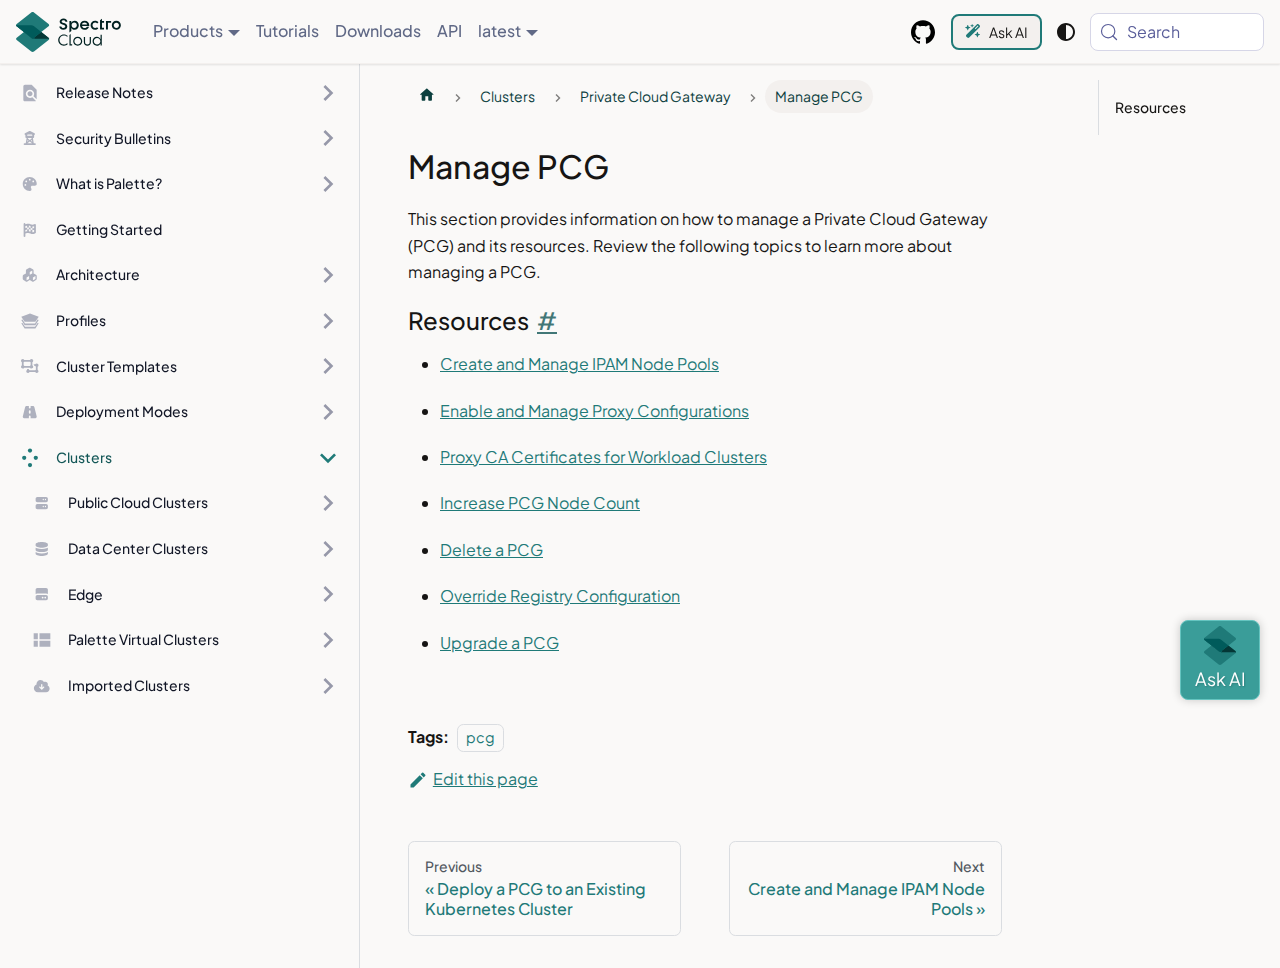 Spectro
Cloud
Products
Tutorials
Downloads
API
latest
Ask AI
Search
Release Notes
Security Bulletins
What is Palette?
Getting Started
Architecture
Profiles
Cluster Templates
Deployment Modes
Clusters
Public Cloud Clusters
Data Center Clusters
Edge
Palette Virtual Clusters
Imported Clusters
Clusters
Private Cloud Gateway
Manage PCG
Manage PCG
This section provides information on how to manage a Private Cloud Gateway
(PCG) and its resources. Review the following topics to learn more about
managing a PCG.
Resources #
Create and Manage IPAM Node Pools
Enable and Manage Proxy Configurations
Proxy CA Certificates for Workload Clusters
Increase PCG Node Count
Delete a PCG
Override Registry Configuration
Upgrade a PCG
Tags: pcg
Edit this page
Previous
« Deploy a PCG to an Existing
Kubernetes Cluster
Next
Create and Manage IPAM Node
Pools »
Resources
Ask AI